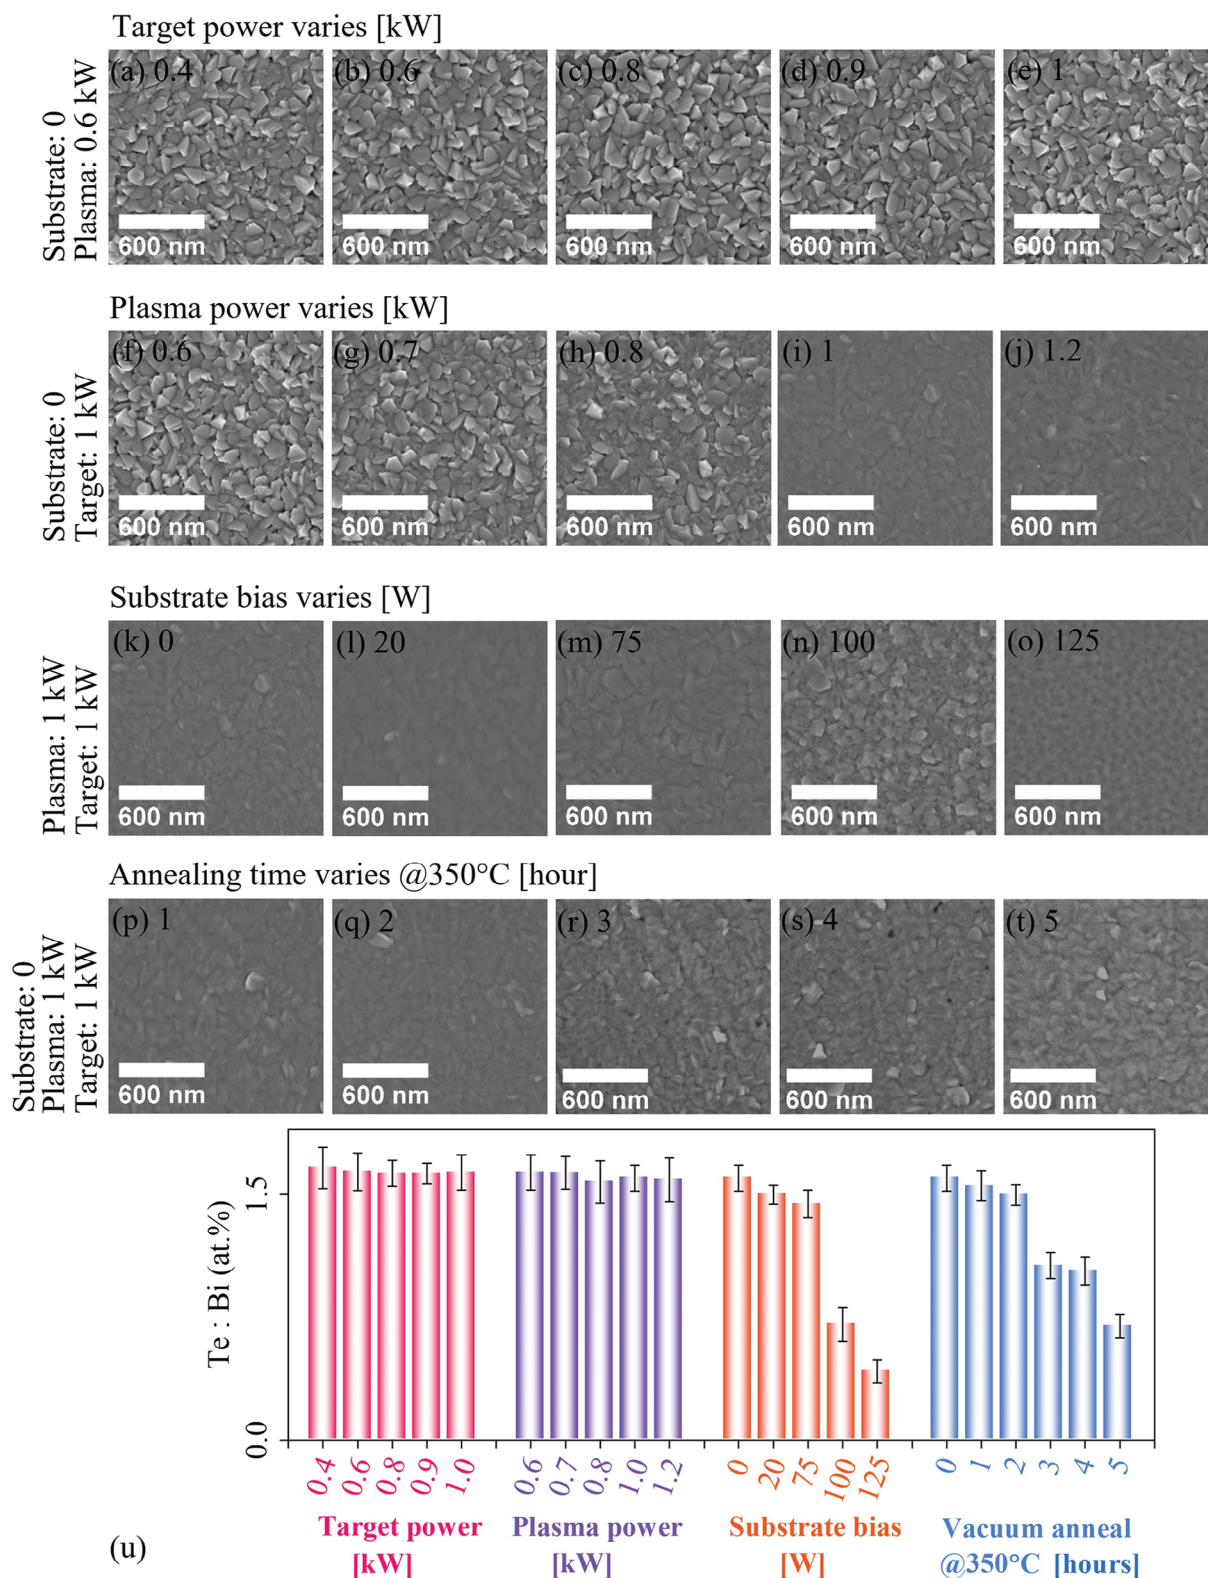 Target power varies [kW]
Substrate: 0
Plasma: 0.6 kW
(a) 0.4
(b) 0.6
(c) 0.8
(d) 0.9
(e) 1
600 nm
600 nm
600 nm
600 nm
600 nm
Plasma power varies [kW]
Substrate: 0
Target: 1 kW
(f) 0.6
(g) 0.7
(h) 0.8
(i) 1
(j) 1.2
600 nm
600 nm
600 nm
600 nm
600 nm
Substrate bias varies [W]
Plasma: 1 kW
Target: 1 kW
(k) 0
(l) 20
(m) 75
(n) 100
(o) 125
600 nm
600 nm
600 nm
600 nm
600 nm
Annealing time varies @350°C [hour]
Substrate: 0
Plasma: 1 kW
Target: 1 kW
(p) 1
(q) 2
(r) 3
(s) 4
(t) 5
600 nm
600 nm
600 nm
600 nm
600 nm
Te : Bi (at.%)
1.5
0.0
0.4
0.6
0.8
0.9
1.0
0.6
0.7
0.8
1.0
1.2
0
20
75
100
125
0
1
2
3
4
5
Target power
[kW]
Plasma power
[kW]
Substrate bias
[W]
Vacuum anneal
@350°C [hours]
(u)